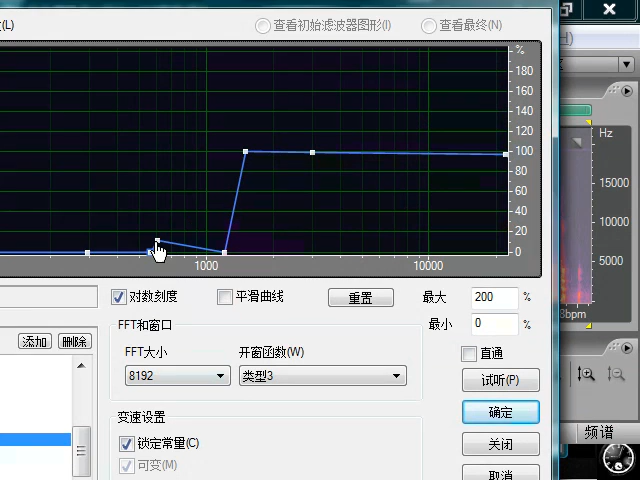 (L)
查看初始滤波器图形(I)
查看最终(N)
%
180
160
140
120
100
80
60
40
20
0
1000
10000
对数刻度
平滑曲线
重置
最大
200
%
最小
0
%
添加
删除
FFT和窗口
FFT大小
开窗函数(W)
8192
类型3
直通
试听(P)
确定
关闭
取消
变速设置
锁定常量(C)
可变(M)
Hz
15000
10000
5000
8bpm
频谱